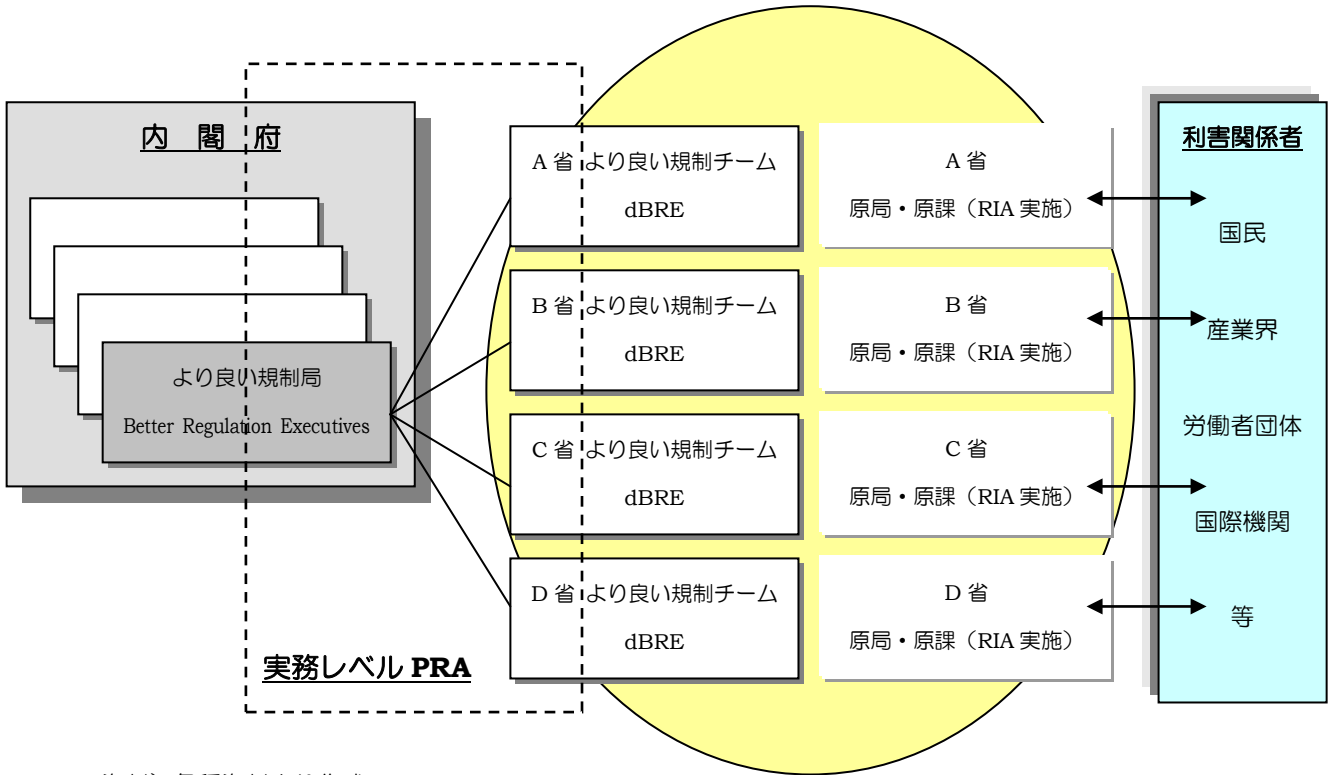 内 閣 府
より良い規制局
Better Regulation Executives
実務レベル PRA
A 省 より良い規制チーム
dBRE
A 省
原局・原課（RIA 実施）
B 省 より良い規制チーム
dBRE
B 省
原局・原課（RIA 実施）
C 省 より良い規制チーム
dBRE
C 省
原局・原課（RIA 実施）
D 省 より良い規制チーム
dBRE
D 省
原局・原課（RIA 実施）
利害関係者
国民
産業界
労働者団体
国際機関
等